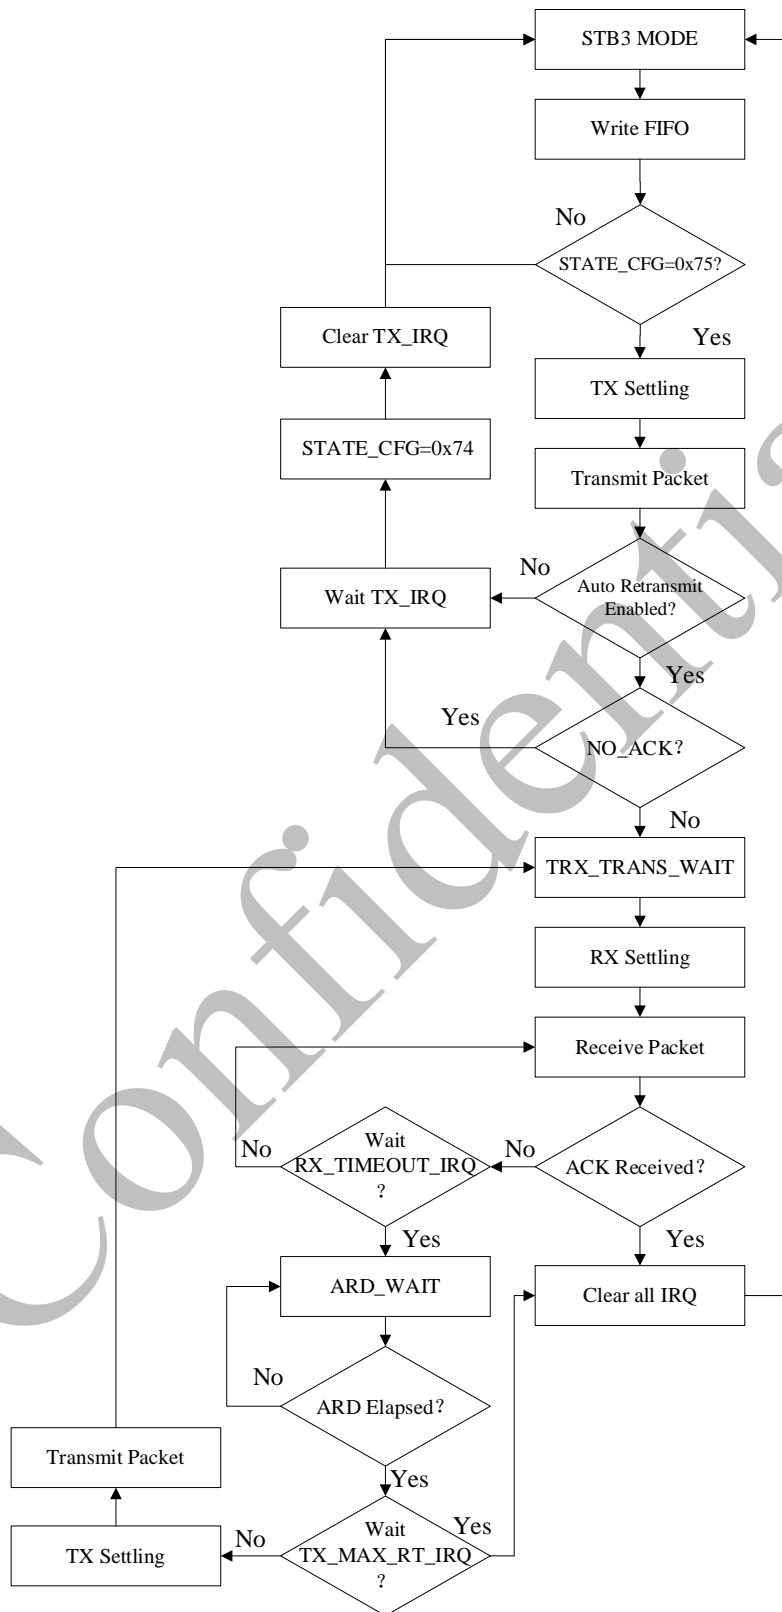 STB3 MODE
Write FIFO
No
STATE_CFG=0x75?
Yes
Clear TX_IRQ
TX Settling
STATE_CFG=0x74
Transmit Packet
No
Wait TX_IRQ
Auto Retransmit
Enabled?
Yes
Yes
NO_ACK？
No
TRX_TRANS_WAIT
RX Settling
Receive Packet
No
Wait
RX_TIMEOUT_IRQ
？
No
ACK Received？
Yes
Yes
ARD_WAIT
Clear all IRQ
No
ARD Elapsed？
Transmit Packet
Yes
TX Settling
No
Wait
TX_MAX_RT_IRQ
？
Yes
Confidentia